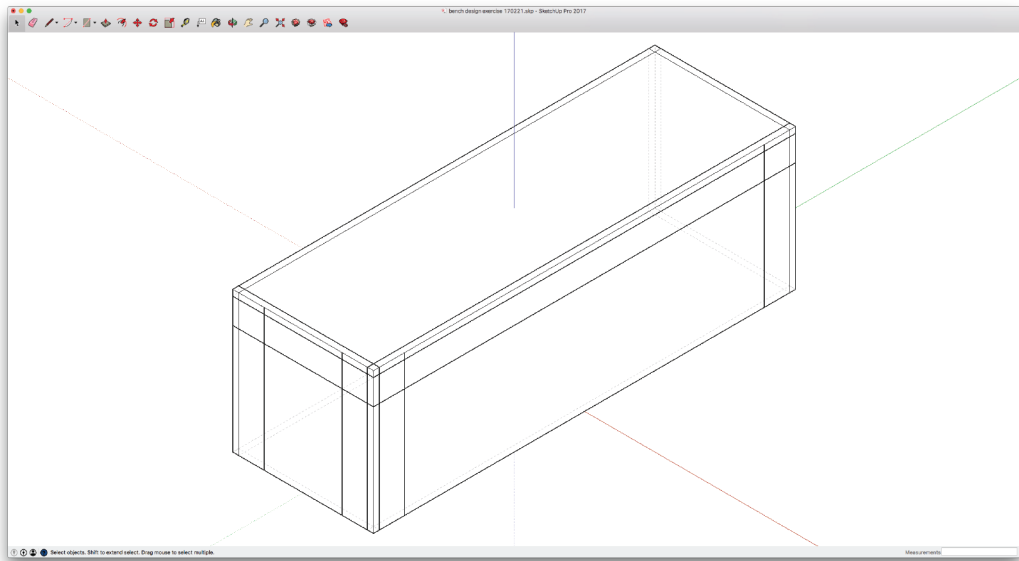 bench design exercise 170221.skp - SketchUp Pro 2017
Select objects. Shift to extend select. Drag mouse to select multiple.
Measurements